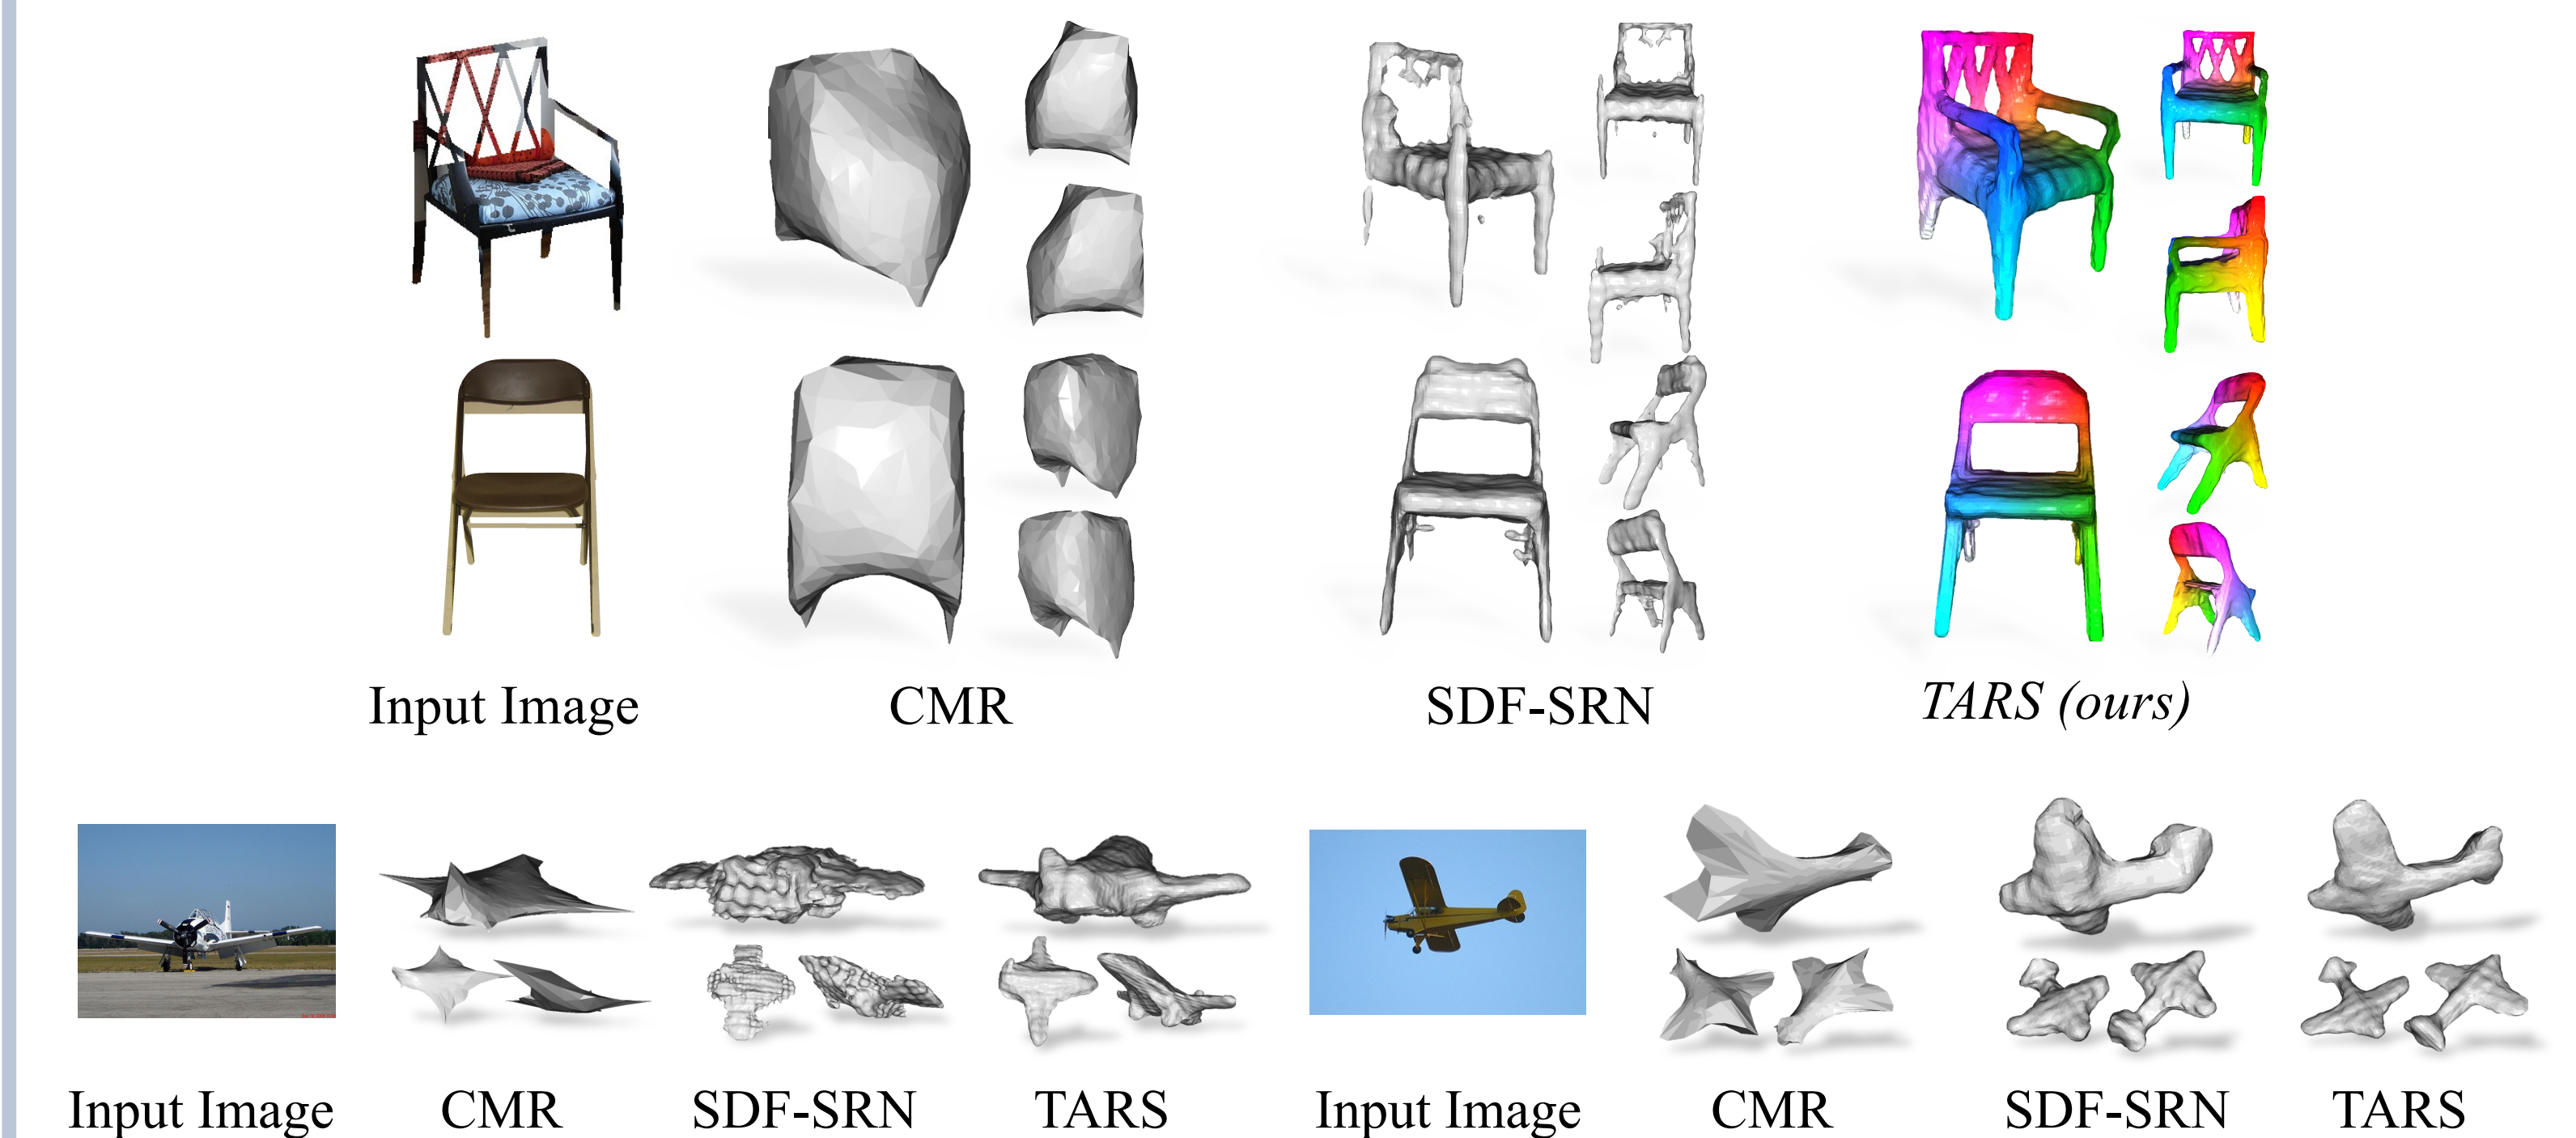 Input Image CMR SDF-SRN TARS (ours)
Input Image CMR SDF-SRN TARS Input Image CMR SDF-SRN TARS